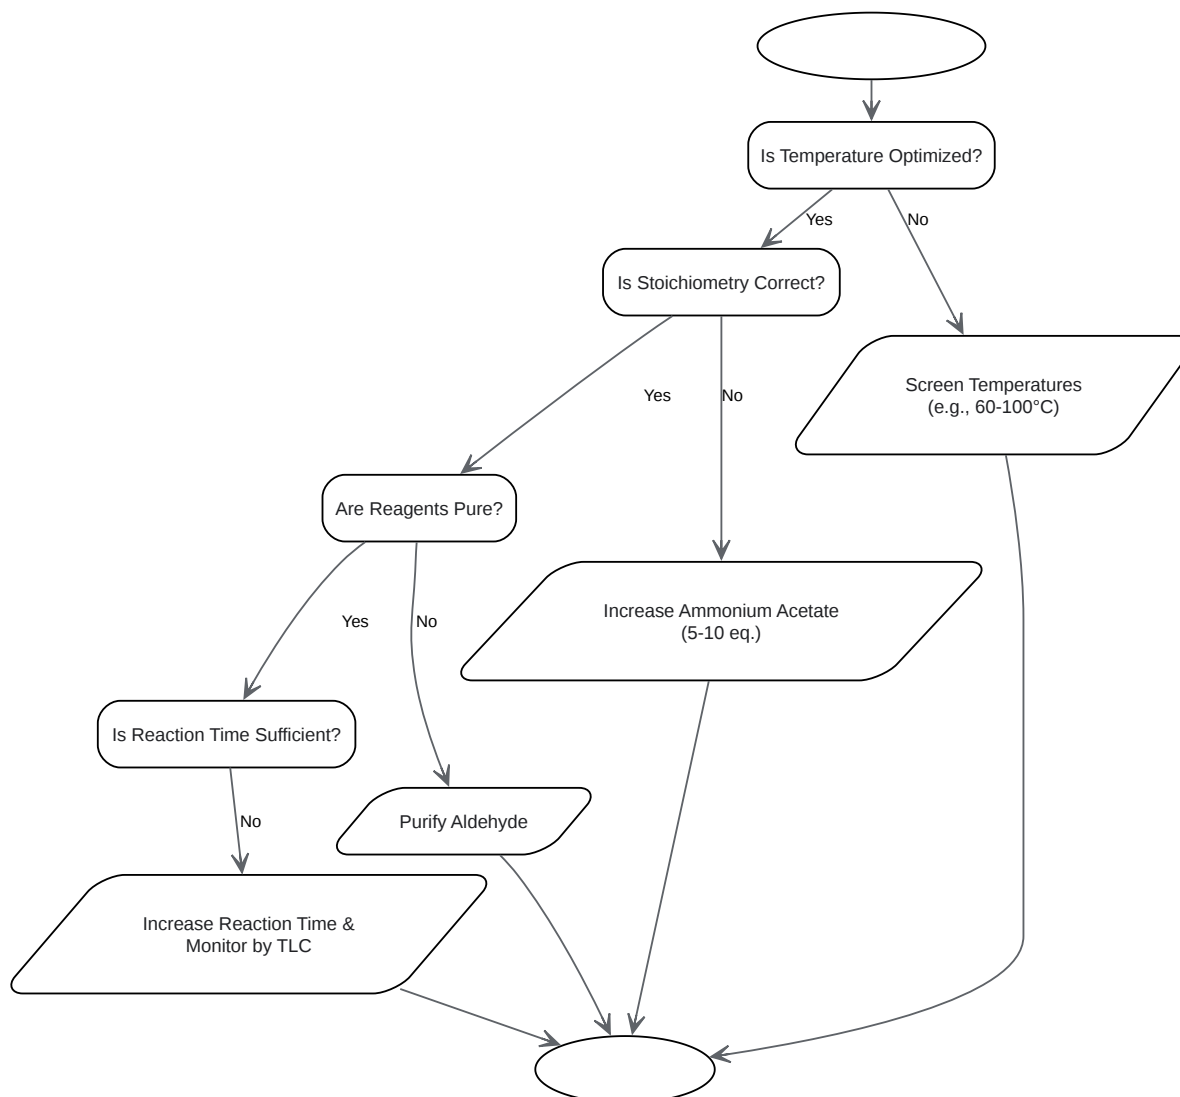 Is Temperature Optimized?
Yes
No
Is Stoichiometry Correct?
Screen Temperatures
(e.g., 60-100°C)
Yes
No
Are Reagents Pure?
Increase Ammonium Acetate
(5-10 eq.)
Yes
No
Is Reaction Time Sufficient?
No
Purify Aldehyde
Increase Reaction Time &
Monitor by TLC